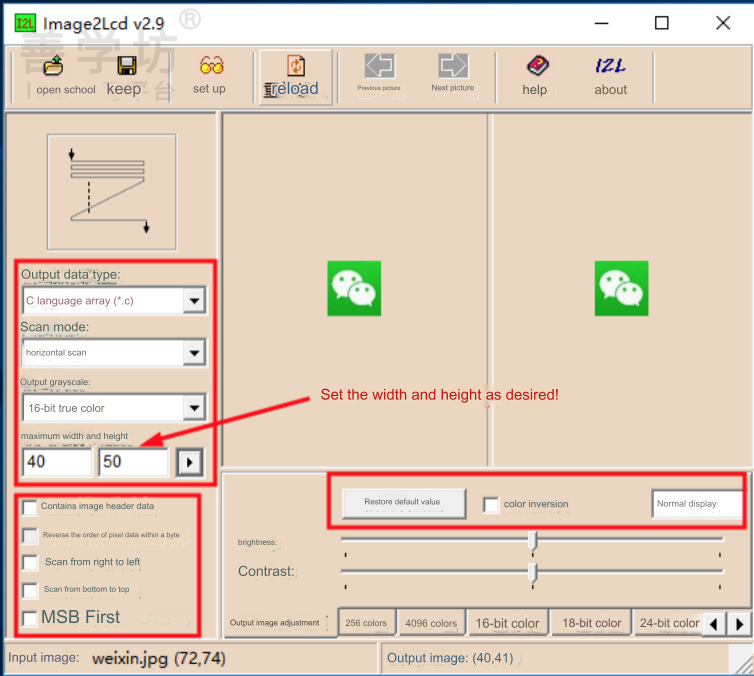 I2L Image2Lcd v2.9
®
善学坊
台
open school keep set up reload Previous picture Next picture help I2L about
Output data type:
C language array (*.c)
Scan mode:
horizontal scan
Output grayscale:
16-bit true color
maximum width and height
40 50
Set the width and height as desired!
Contains image header data
Reverse the order of pixel data within a byte
Scan from right to left
Scan from bottom to top
MSB First
Restore default value color inversion Normal display
brightness:
Contrast:
Output image adjustment 256 colors 4096 colors 16-bit color 18-bit color 24-bit color
Input image: weixin.jpg (72,74) Output image: (40,41)